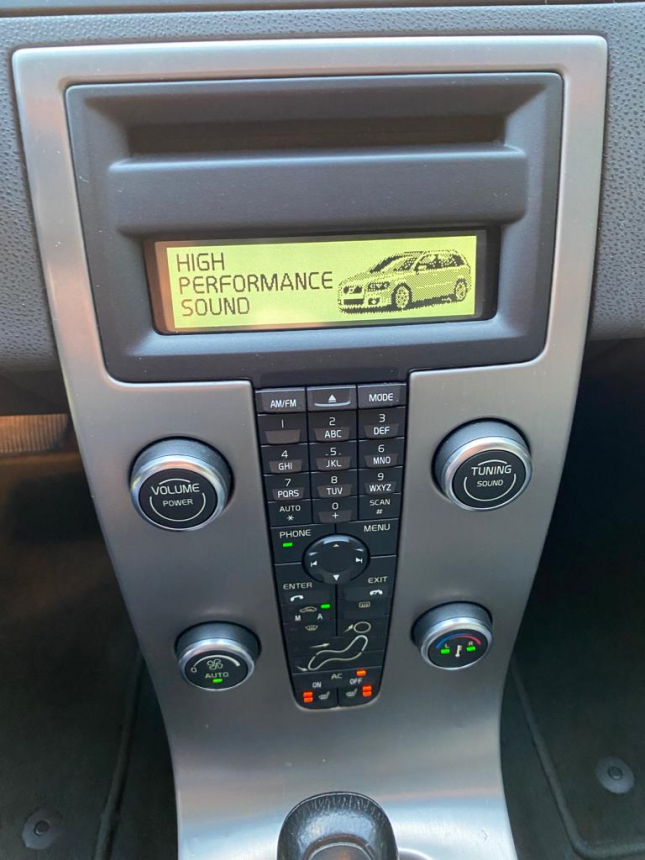 HIGH
PERFORMANCE
SOUND
AM/FM MODE
1 2 3
ABC DEF
4 5 6
GHI JKL MNO
7 8 9
PQRS TUV WXYZ
AUTO 0 SCAN
* + #
VOLUME
POWER
TUNING
SOUND
PHONE MENU
ENTER EXIT
M A
0
AUTO
L R
AC
ON OFF